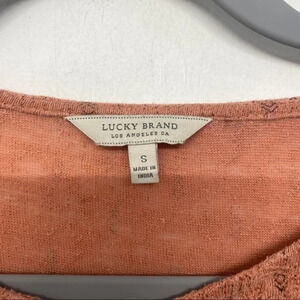 LUCKY BRAND
LOS ANGELES CA
S
MADE IN
INDIA